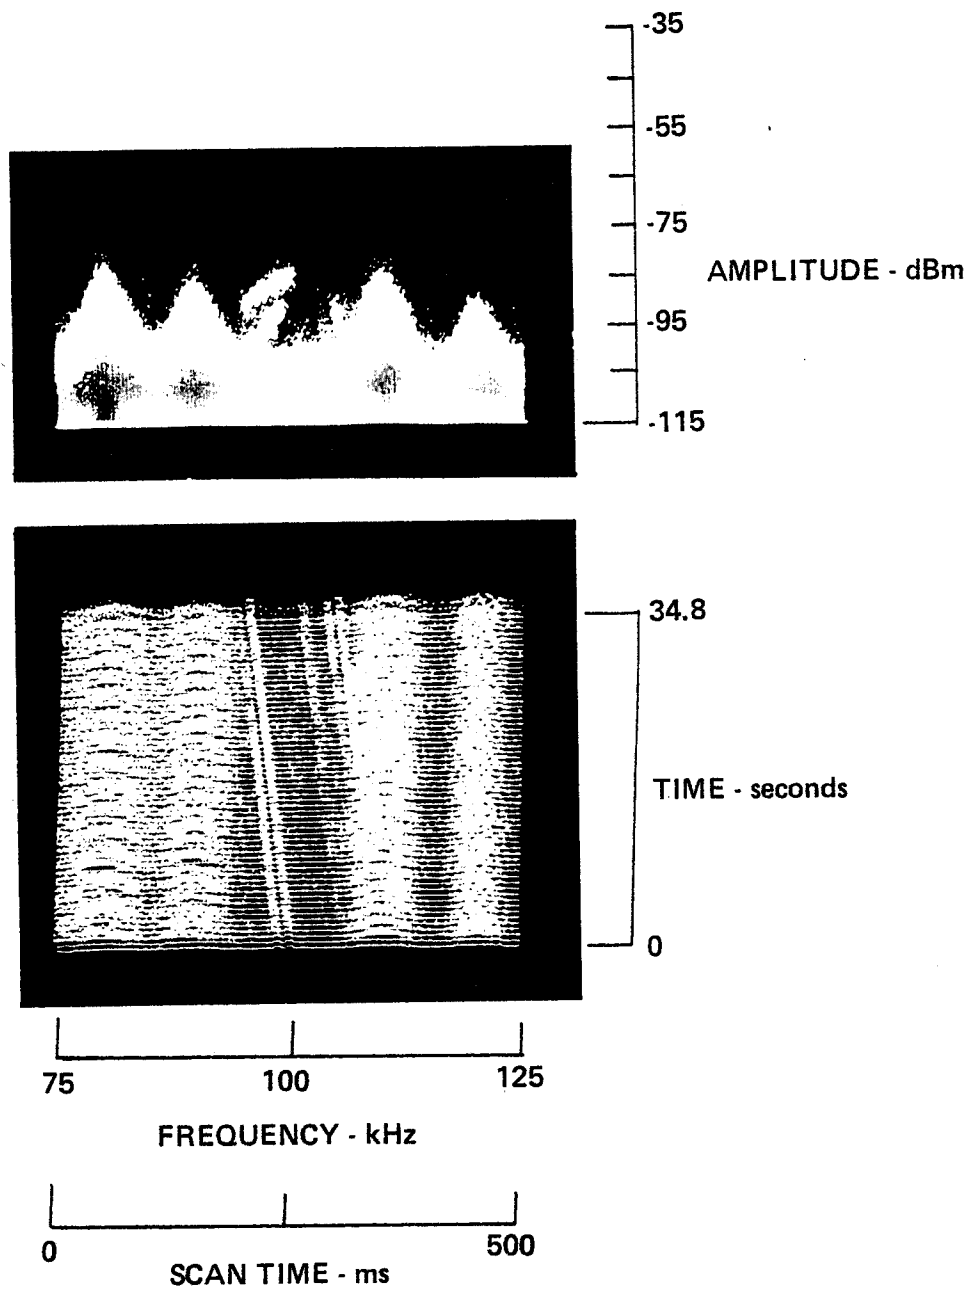 -35
-55
-75
AMPLITUDE - dBm
-95
-115
34.8
TIME - seconds
0
75 100 125
FREQUENCY - kHz
0 500
SCAN TIME - ms